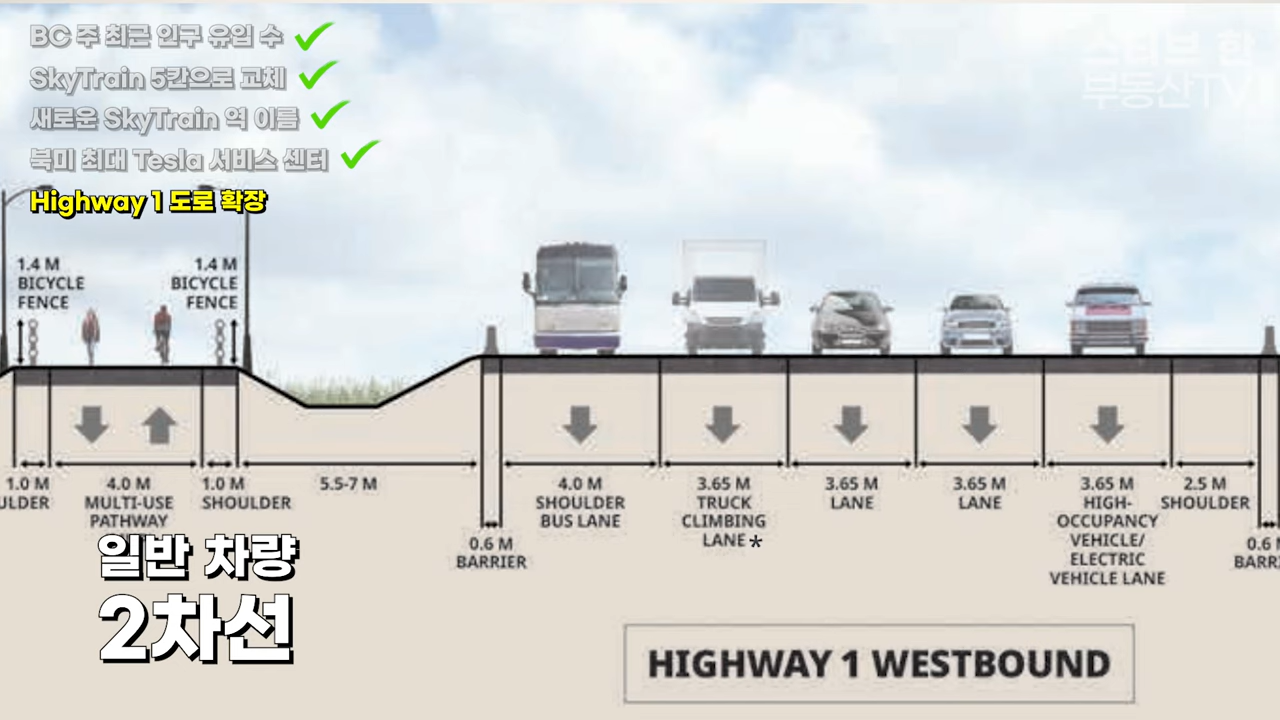 BC 주 최근 인구 유입 수
SkyTrain 5칸으로 교체
새로운 SkyTrain 역 이름
북미 최대 Tesla 서비스 센터
Highway 1 도로 확장
스티브 한
부동산TV
1.4 M
BICYCLE
FENCE
1.4 M
BICYCLE
FENCE
1.0 M
ULDER
4.0 M
MULTI-USE
PATHWAY
1.0 M
SHOULDER
5.5-7 M
0.6 M
BARRIER
4.0 M
SHOULDER
BUS LANE
3.65 M
TRUCK
CLIMBING
LANE*
3.65 M
LANE
3.65 M
LANE
3.65 M
HIGH-
OCCUPANCY
VEHICLE/
ELECTRIC
VEHICLE LANE
2.5 M
SHOULDER
0.6 M
BARRI
일반 차량
2차선
HIGHWAY 1 WESTBOUND